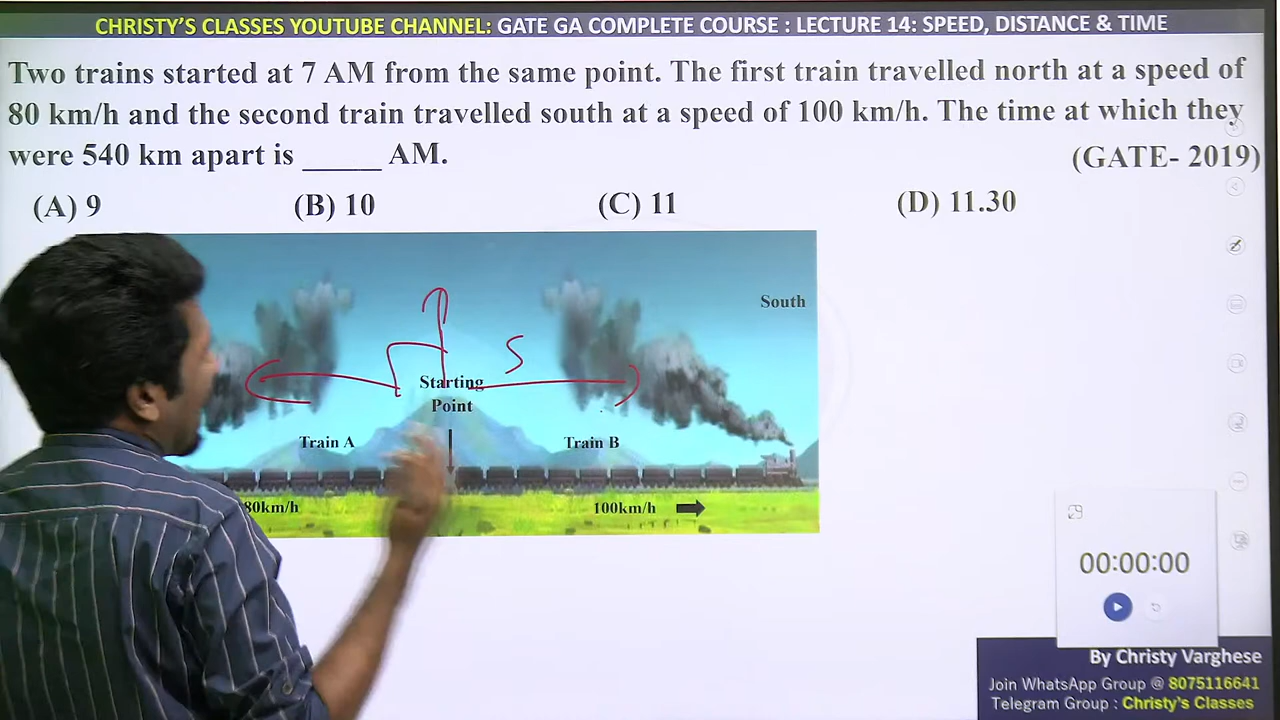 CHRISTY'S CLASSES YOUTUBE CHANNEL: GATE GA COMPLETE COURSE : LECTURE 14: SPEED, DISTANCE & TIME
Two trains started at 7 AM from the same point. The first train travelled north at a speed of
80 km/h and the second train travelled south at a speed of 100 km/h. The time at which they
were 540 km apart is _____ AM.
(GATE- 2019)
(A) 9 (B) 10 (C) 11 (D) 11.30
South
S
Starting
Point
Train A Train B
80km/h 100km/h
00:00:00
By Christy Varghese
Join WhatsApp Group @ 8075116641
Telegram Group : Christy's Classes